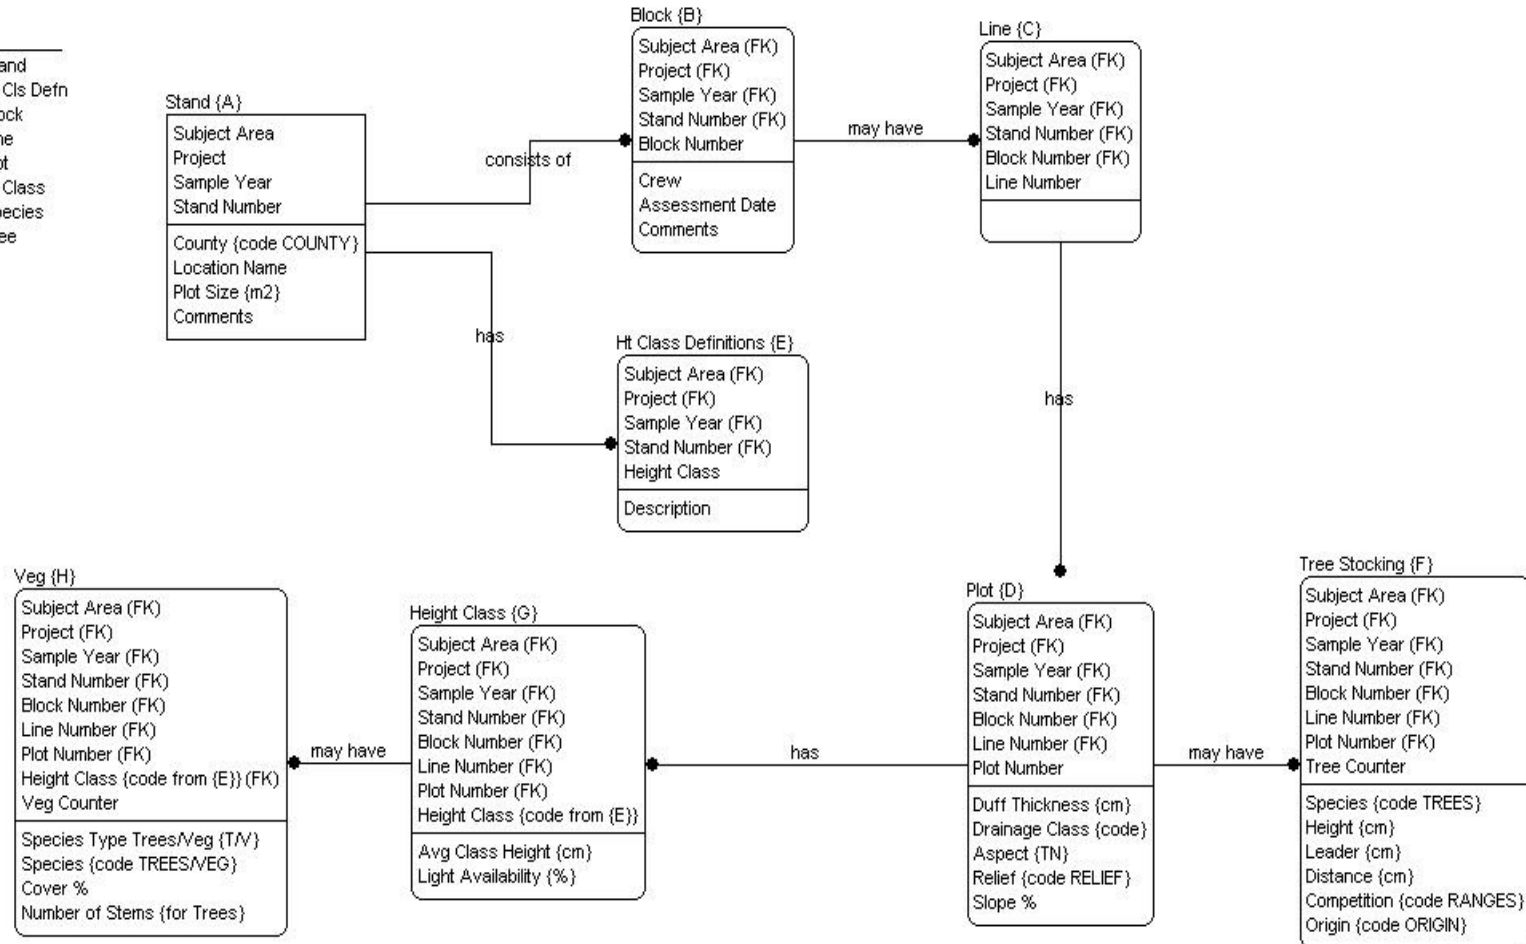 and
Cls Defn
ock
ne
ot
Class
pecies
ee
Stand {A}
Subject Area
Project
Sample Year
Stand Number
County {code COUNTY}
Location Name
Plot Size {m2}
Comments
consists of
has
Block {B}
Subject Area (FK)
Project (FK)
Sample Year (FK)
Stand Number (FK)
Block Number
Crew
Assessment Date
Comments
may have
Line {C}
Subject Area (FK)
Project (FK)
Sample Year (FK)
Stand Number (FK)
Block Number (FK)
Line Number
has
Ht Class Definitions {E}
Subject Area (FK)
Project (FK)
Sample Year (FK)
Stand Number (FK)
Height Class
Description
Veg {H}
Subject Area (FK)
Project (FK)
Sample Year (FK)
Stand Number (FK)
Block Number (FK)
Line Number (FK)
Plot Number (FK)
Height Class {code from {E}} (FK)
Veg Counter
Species Type Trees/Veg {T/V}
Species {code TREES/VEG}
Cover %
Number of Stems {for Trees}
may have
Height Class {G}
Subject Area (FK)
Project (FK)
Sample Year (FK)
Stand Number (FK)
Block Number (FK)
Line Number (FK)
Plot Number (FK)
Height Class {code from {E}}
Avg Class Height {cm}
Light Availability {%}
has
Plot {D}
Subject Area (FK)
Project (FK)
Sample Year (FK)
Stand Number (FK)
Block Number (FK)
Line Number (FK)
Plot Number
Duff Thickness {cm}
Drainage Class {code}
Aspect {TN}
Relief {code RELIEF}
Slope %
may have
Tree Stocking {F}
Subject Area (FK)
Project (FK)
Sample Year (FK)
Stand Number (FK)
Block Number (FK)
Line Number (FK)
Plot Number (FK)
Tree Counter
Species {code TREES}
Height {cm}
Leader {cm}
Distance {cm}
Competition {code RANGES}
Origin {code ORIGIN}